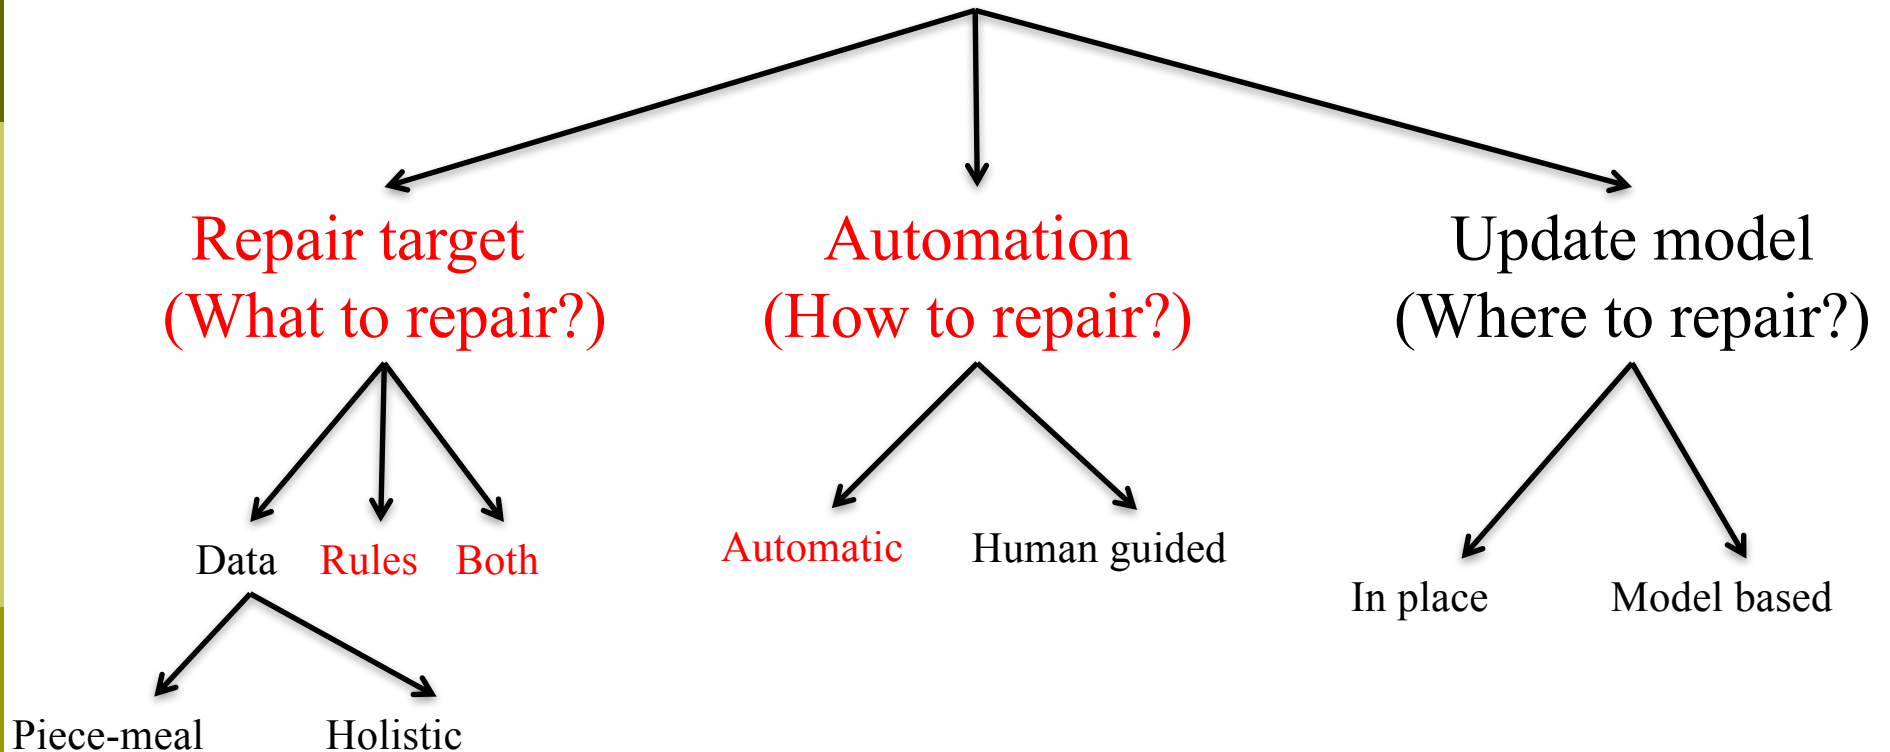 Repair target
(What to repair?)
Automation
(How to repair?)
Update model
(Where to repair?)
Data
Rules
Both
Automatic
Human guided
In place
Model based
Piece-meal
Holistic